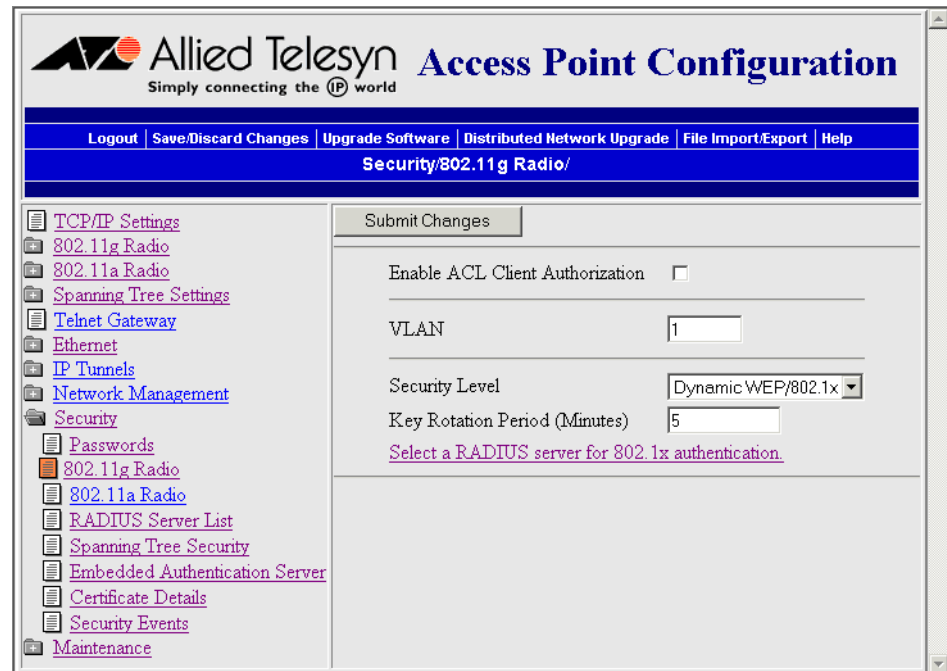 Allied Telesyn
Simply connecting the IP world
Access Point Configuration
Logout | Save/Discard Changes | Upgrade Software | Distributed Network Upgrade | File Import/Export | Help
Security/802.11g Radio/
TCP/IP Settings
802.11g Radio
802.11a Radio
Spanning Tree Settings
Telnet Gateway
Ethernet
IP Tunnels
Network Management
Security
Passwords
802.11g Radio
802.11a Radio
RADIUS Server List
Spanning Tree Security
Embedded Authentication Server
Certificate Details
Security Events
Maintenance
Submit Changes
Enable ACL Client Authorization
VLAN 1
Security Level Dynamic WEP/802.1x
Key Rotation Period (Minutes) 5
Select a RADIUS server for 802.1x authentication.